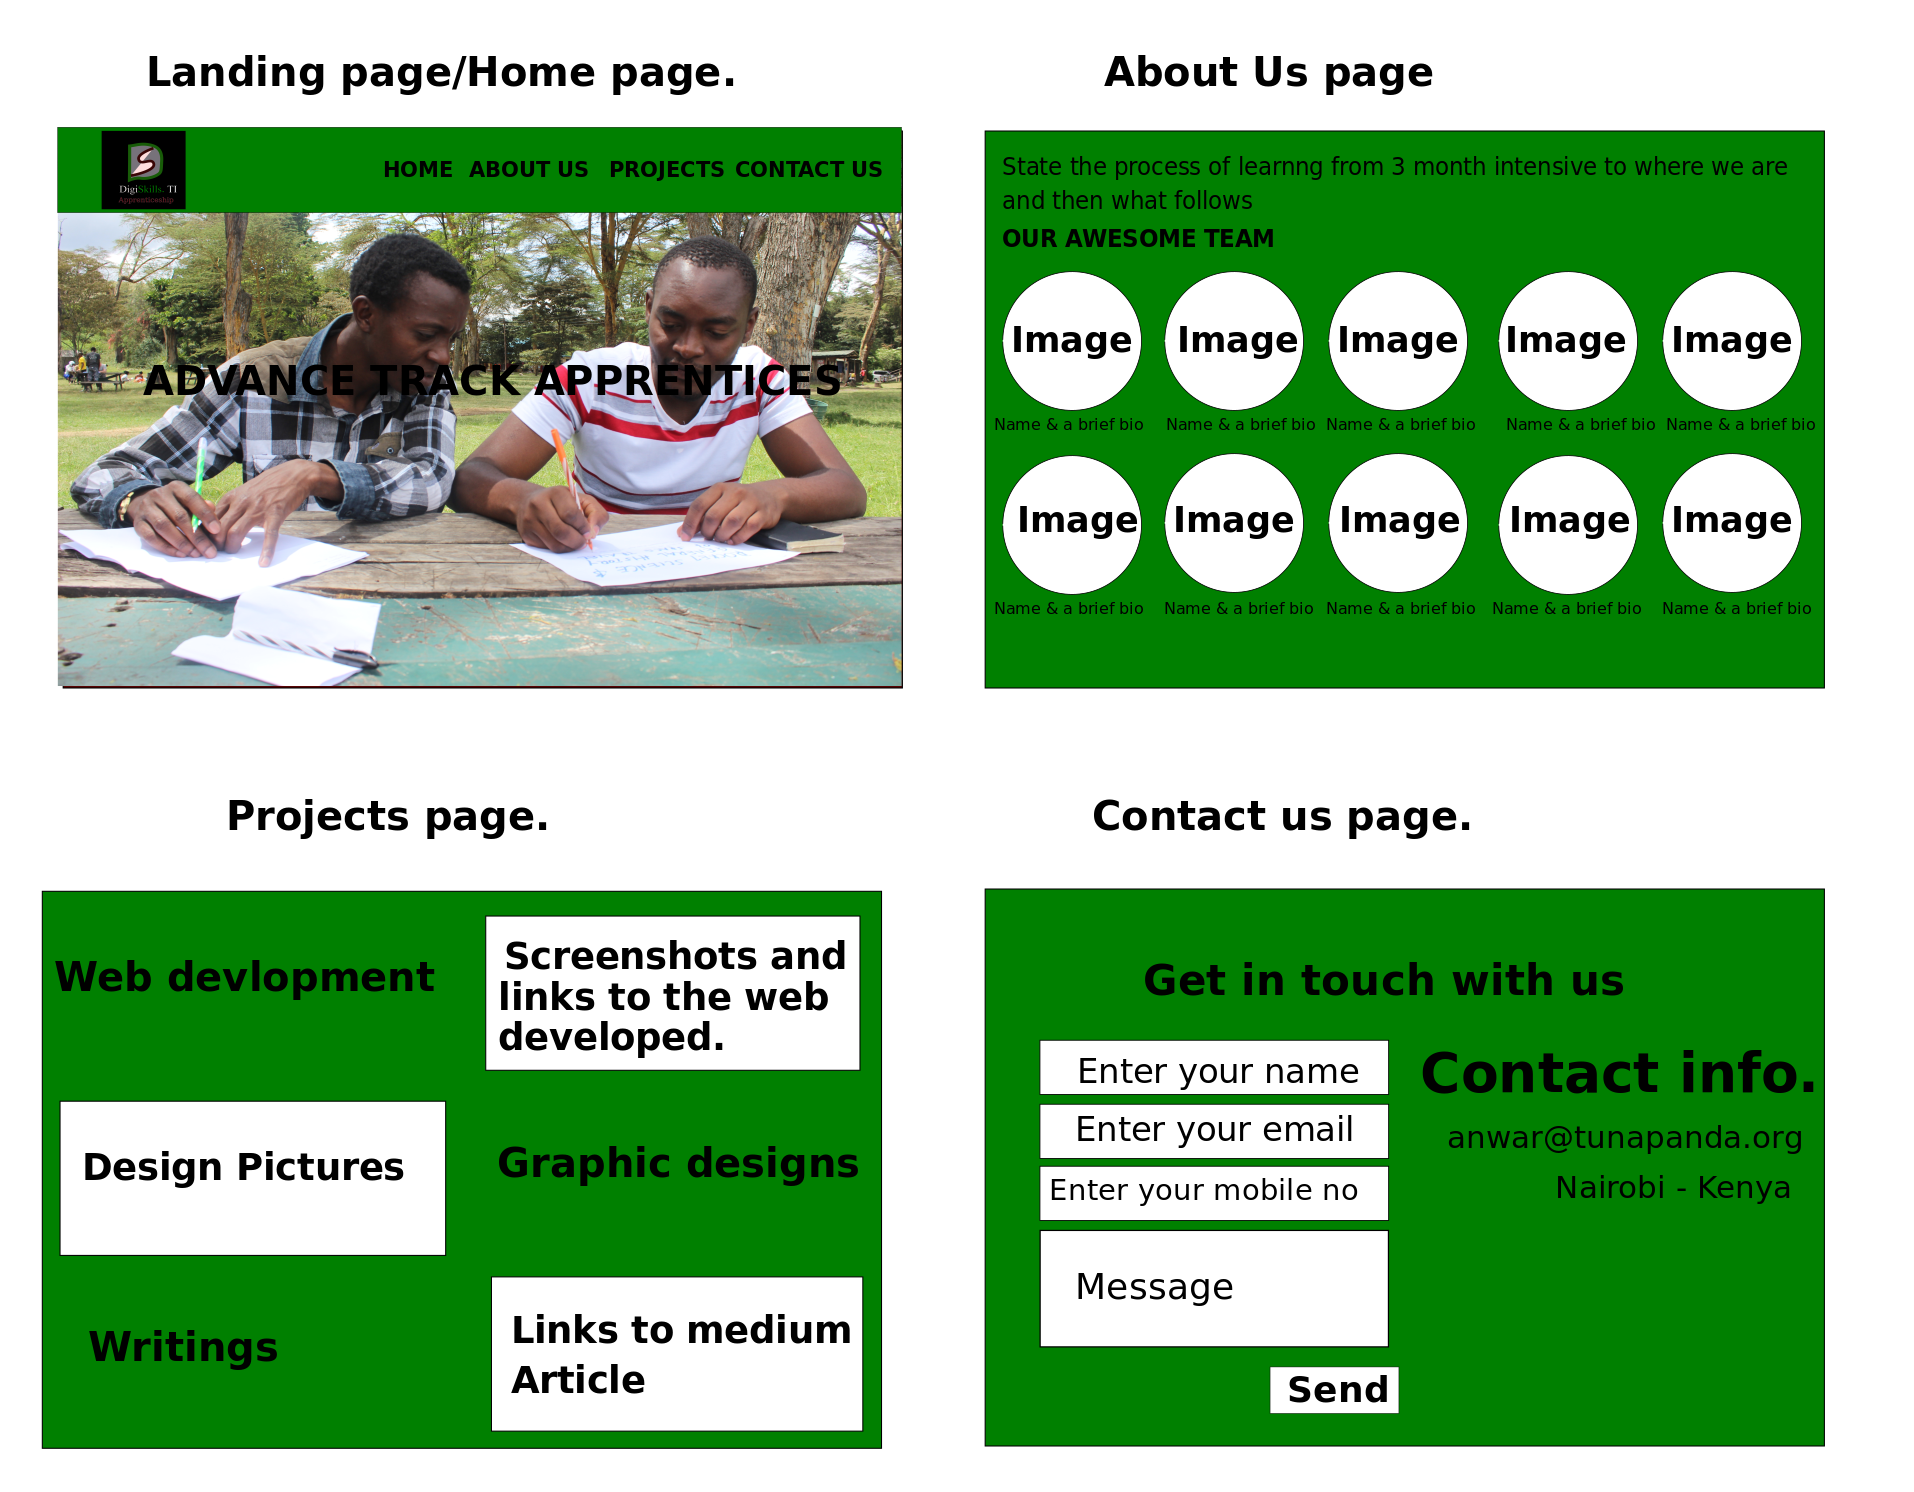 Landing page/Home page.
DigiSkills. TI
Apprenticeship
HOME ABOUT US PROJECTS CONTACT US
ADVANCE TRACK APPRENTICES
About Us page
State the process of learnng from 3 month intensive to where we are
and then what follows
OUR AWESOME TEAM
Image Image Image Image Image
Name & a brief bio Name & a brief bio Name & a brief bio Name & a brief bio Name & a brief bio
Image Image Image Image Image
Name & a brief bio Name & a brief bio Name & a brief bio Name & a brief bio Name & a brief bio
Projects page.
Web devlopment
Screenshots and
links to the web
developed.
Design Pictures
Graphic designs
Writings
Links to medium
Article
Contact us page.
Get in touch with us
Enter your name
Enter your email
Enter your mobile no
Message
Send
Contact info.
anwar@tunapanda.org
Nairobi - Kenya